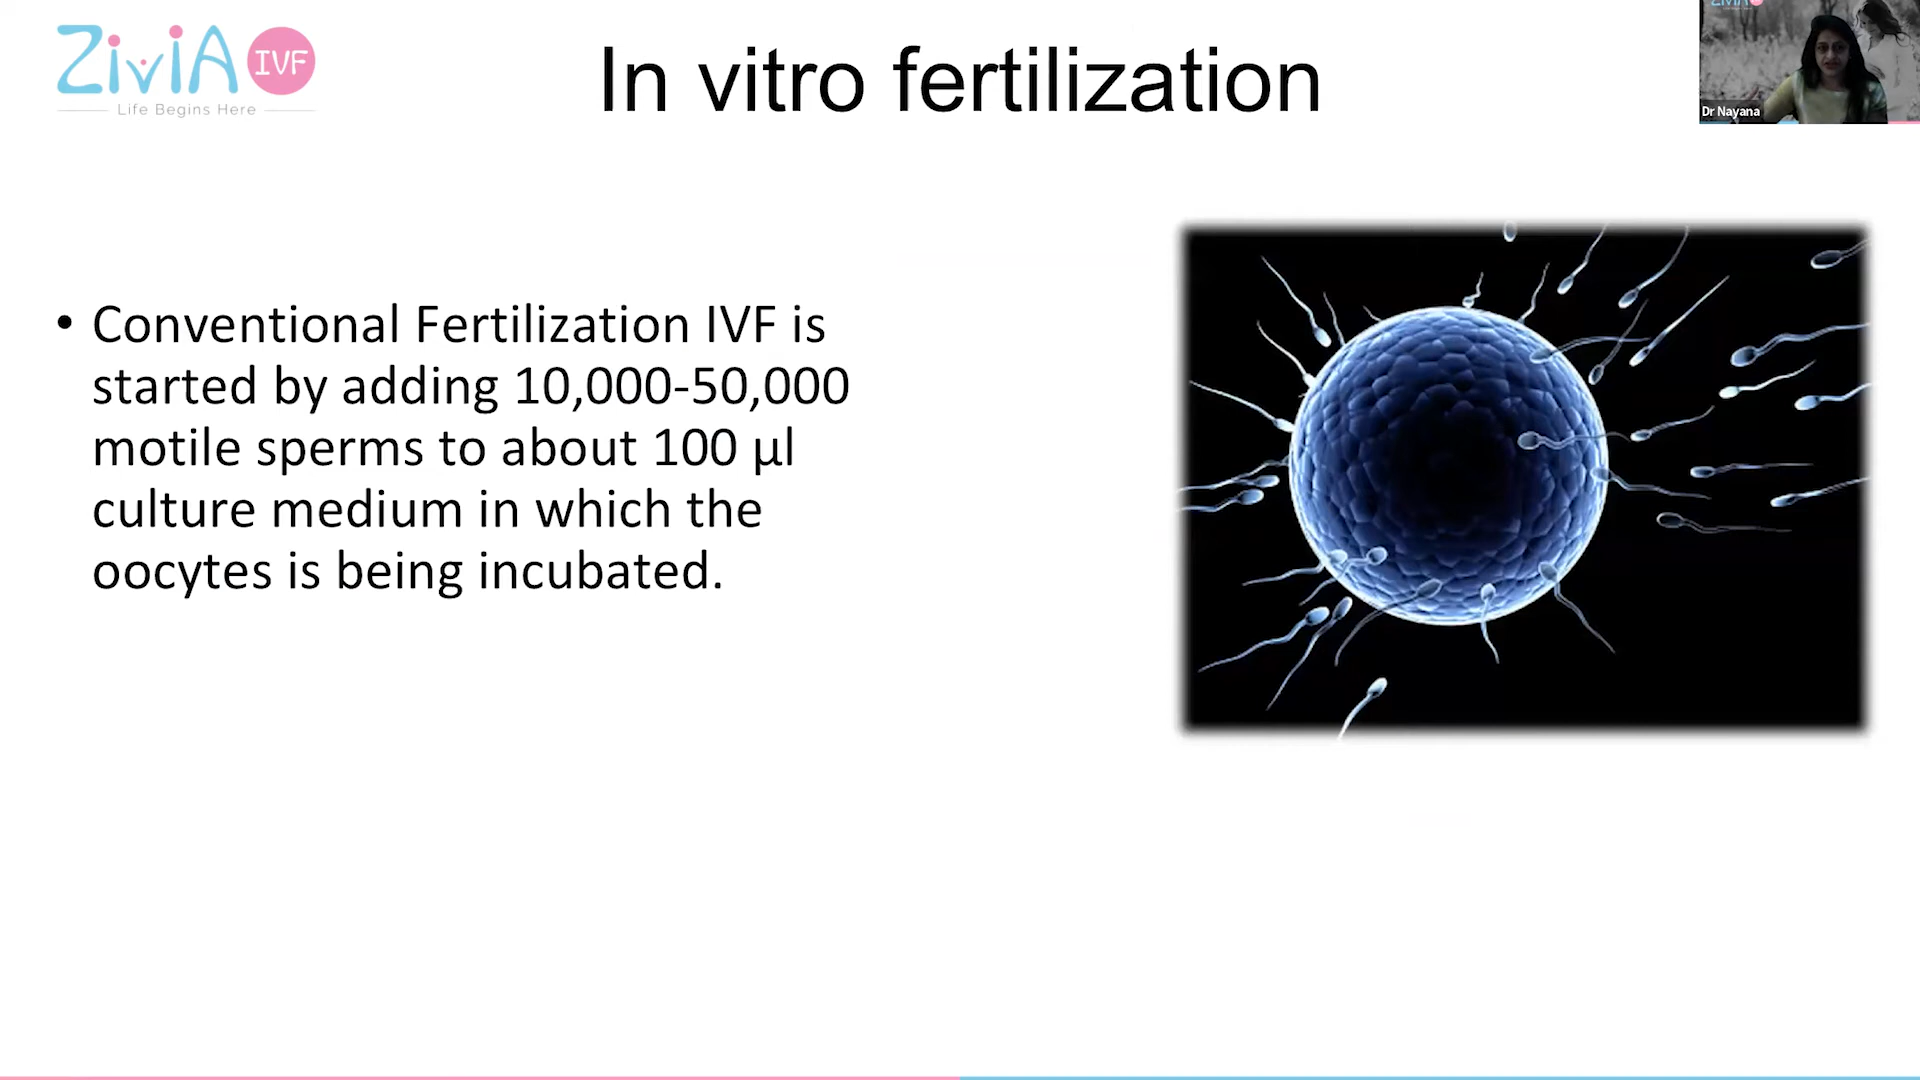 ZiviA IVF
Life Begins Here
In vitro fertilization
ZiviA
Dr Nayana
• Conventional Fertilization IVF is
started by adding 10,000-50,000
motile sperms to about 100 µl
culture medium in which the
oocytes is being incubated.